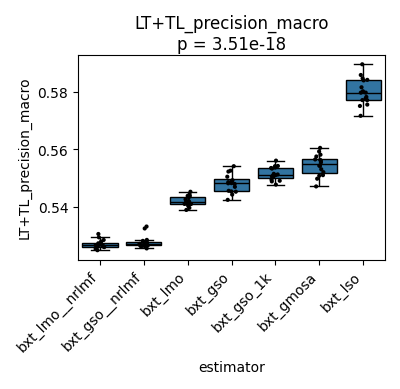 LT+TL_precision_macro
p = 3.51e-18
LT+TL_precision_macro
0.58
0.56
0.54
bxt_lmo__nrlmf
bxt_gso__nrlmf
bxt_lmo
bxt_gso
bxt_gso_1k
bxt_gmosa
bxt_lso
estimator